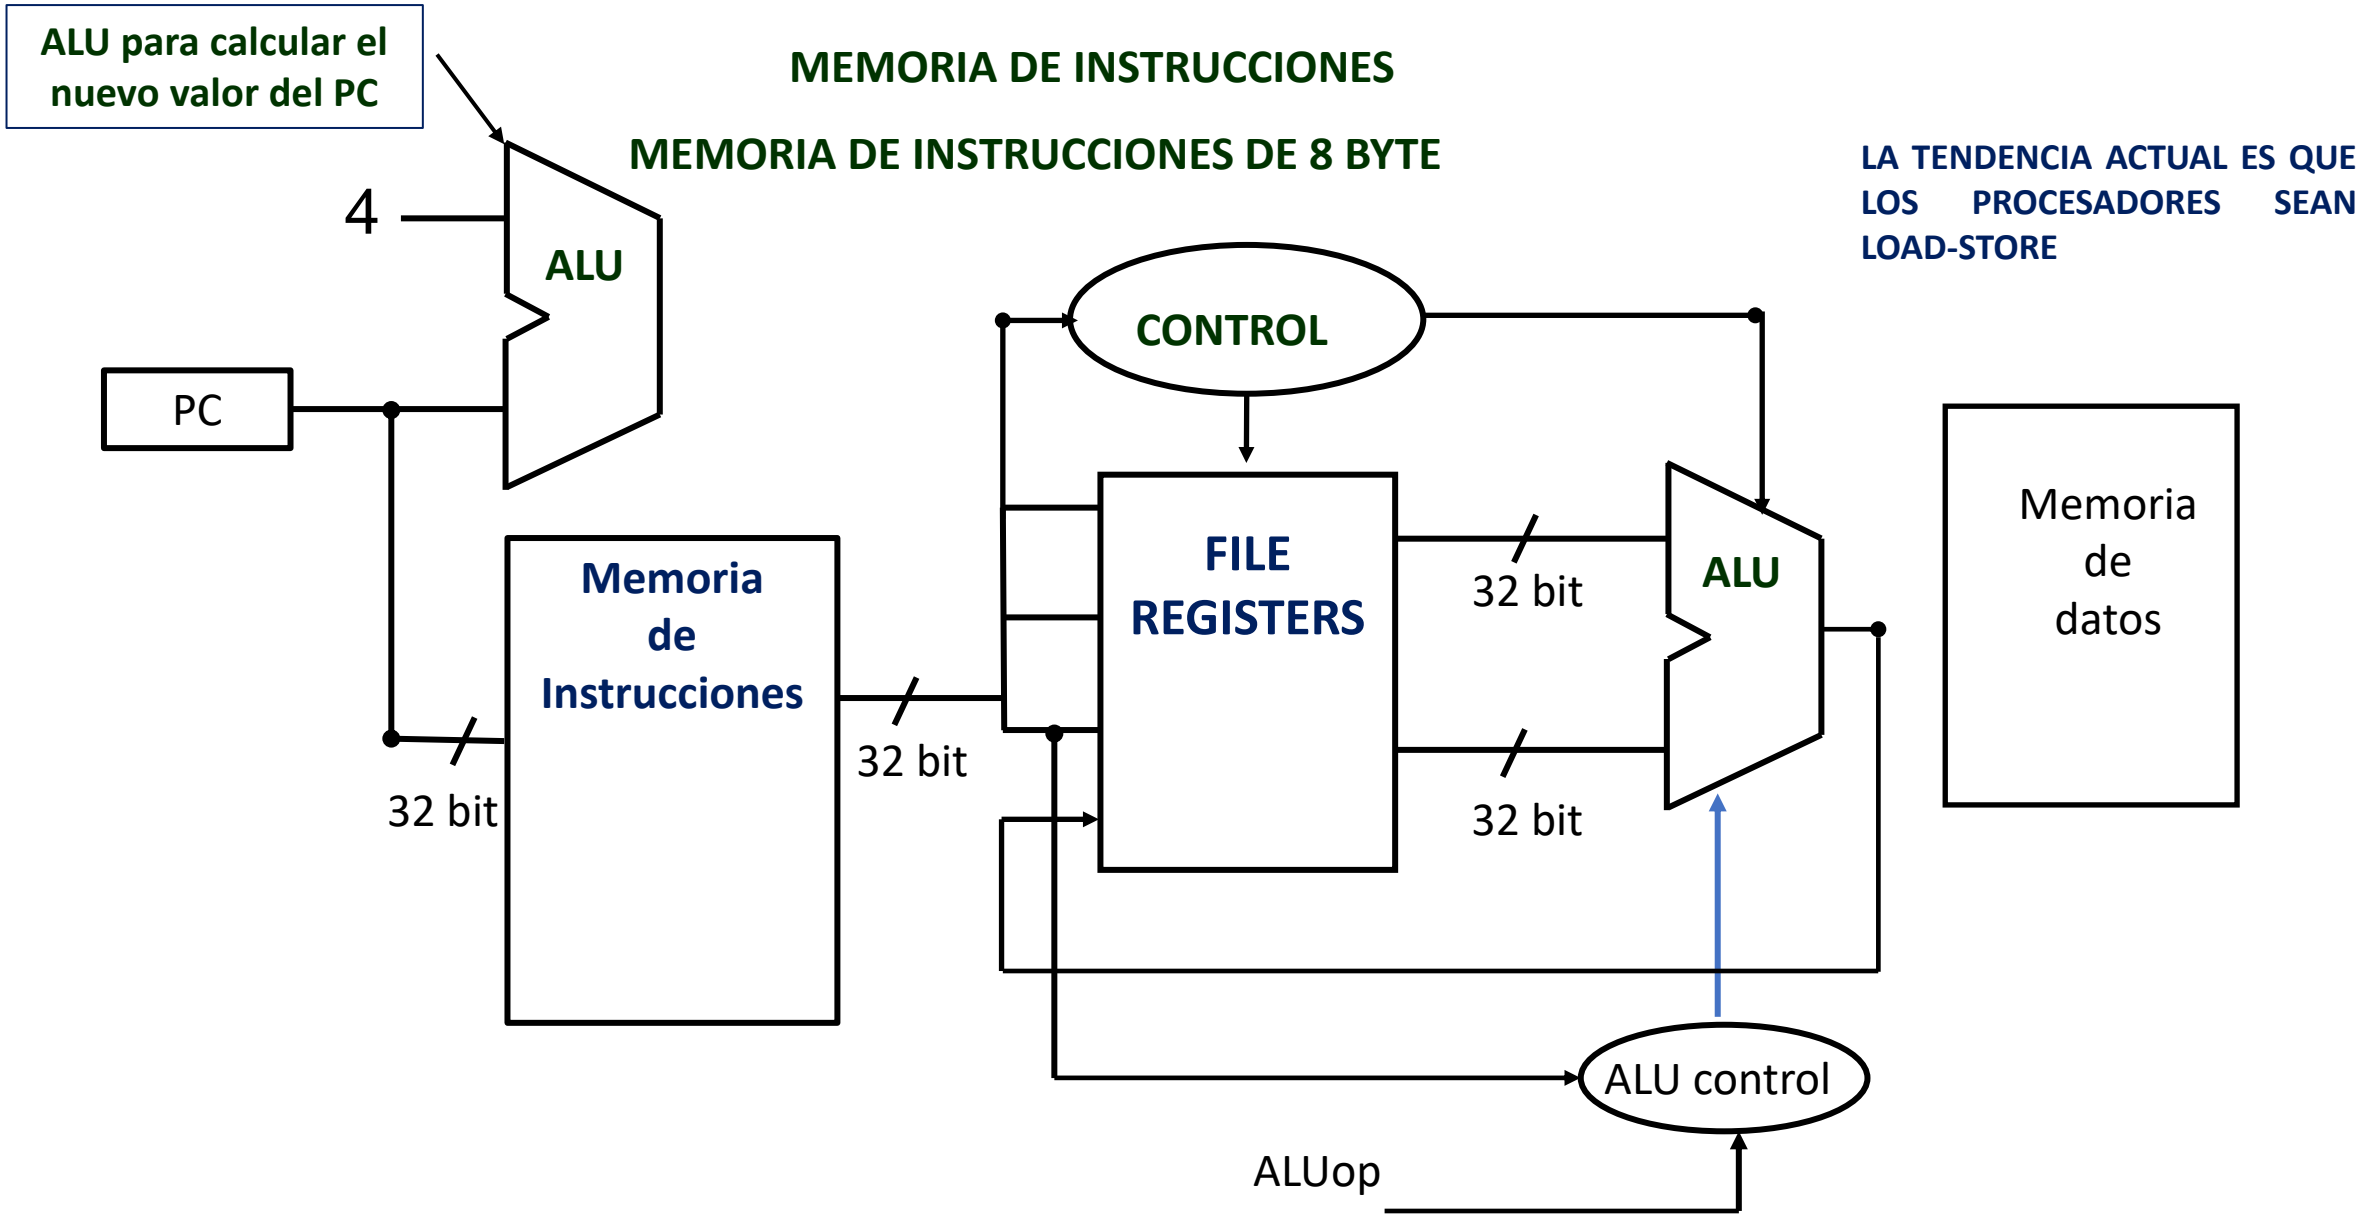 ALU para calcular el
nuevo valor del PC
MEMORIA DE INSTRUCCIONES
MEMORIA DE INSTRUCCIONES DE 8 BYTE
LA TENDENCIA ACTUAL ES QUE
LOS PROCESADORES SEAN
LOAD-STORE
4
ALU
CONTROL
PC
Memoria
de
Instrucciones
32 bit
32 bit
FILE
REGISTERS
32 bit
32 bit
ALU
Memoria
de
datos
ALU control
ALUop